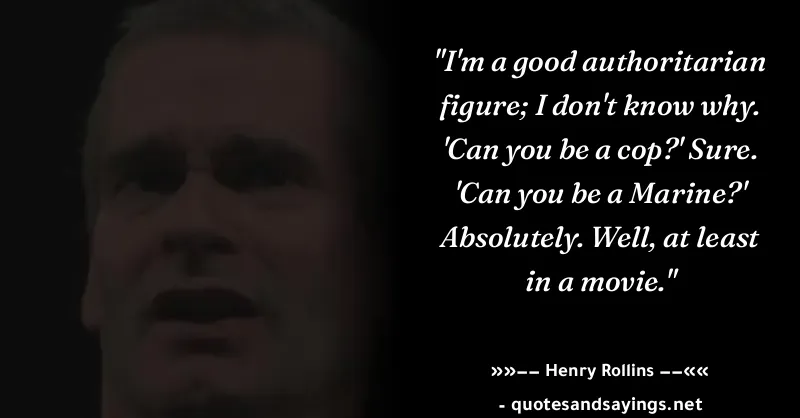 "I'm a good authoritarian
figure; I don't know why.
'Can you be a cop?' Sure.
'Can you be a Marine?'
Absolutely. Well, at least
in a movie."
»»–– Henry Rollins ––««
- quotesandsayings.net